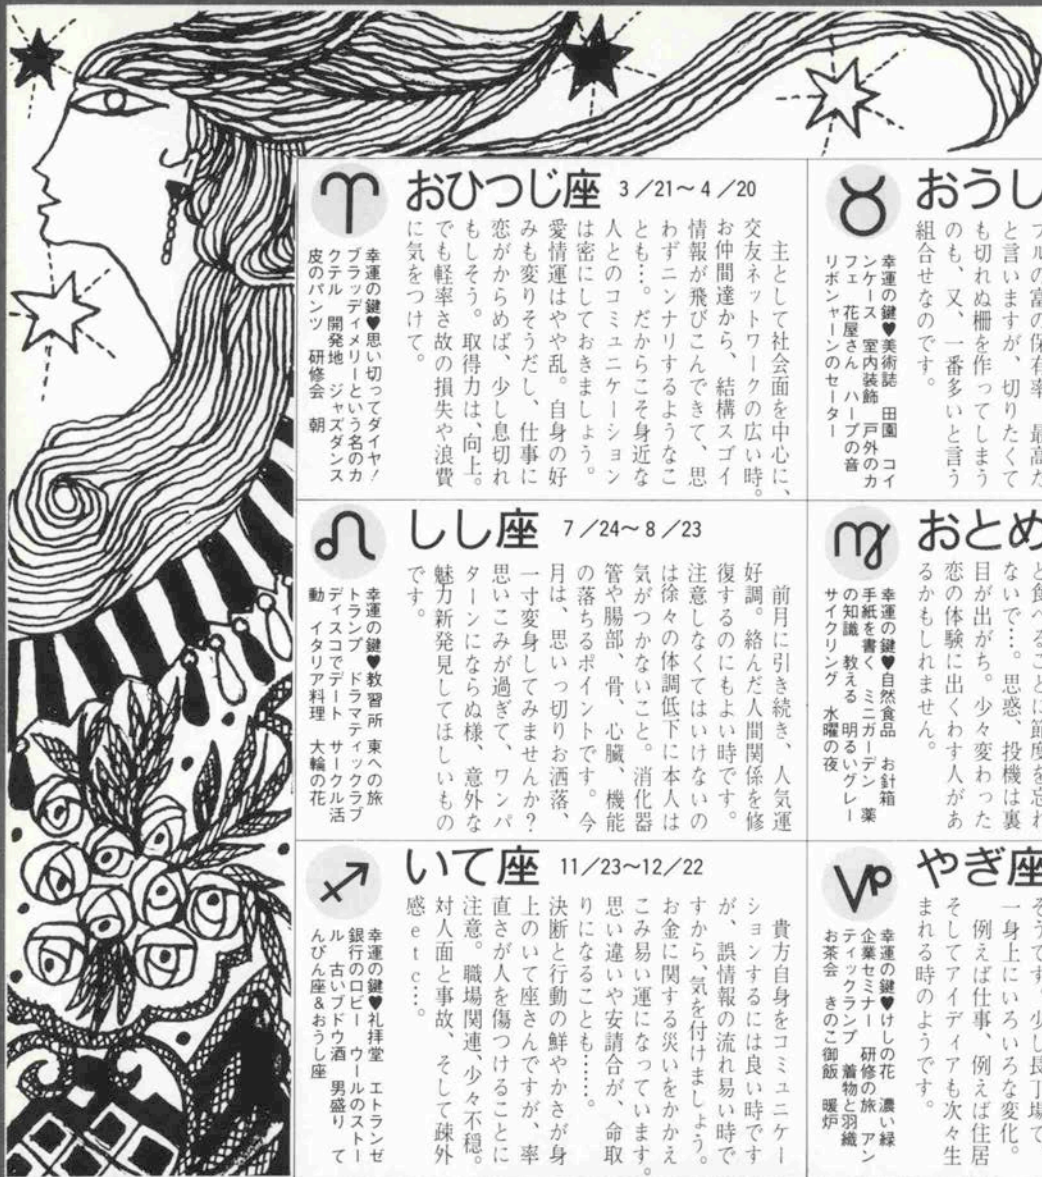 おひつじ座 3/21〜4/20
主として社会面を中心に、
交友ネットワークの広い時。
お仲間達から、結構スゴイ
情報が飛びこんできて、思
わずニンナリするようなこ
とも…。だからこそ身近な
人とのコミュニケーション
は密にしておきましょう。
愛情運はやや乱。自身の好
みも変りそうだし、仕事に
恋がからめば、少し息切れ
もしそう。取得力は、向上。
でも軽率さ故の損失や浪費
に気をつけて。
幸運の鍵♥思い切ってダイヤ!
ブラッディメリーという名のカ
クテル 開発地 ジャズダンス
皮のパンツ 研修会 朝
おうし
と言いますが、切りたくて
も切れぬ柵を作ってしまう
のも、又、一番多いと言う
組合せなのです。
幸運の鍵♥美術誌 田園 コイ
ンケース 室内装飾 戸外のカ
フェ 花屋さん ハープの音
リボンヤーンのセーター
しし座 7/24〜8/23
前月に引き続き、人気運
好調。絡んだ人間関係を修
復するのにもよい時です。
注意しなくてはいけないの
は徐々の体調低下に本人は
気がつかないこと。消化器
管や腸部、骨、心臓、機能
の落ちるポイントです。今
月は、思いっ切りお洒落、
一寸変身してみませんか?
思いこみが過ぎて、ワンパ
ターンにならぬ様、意外な
魅力新発見してほしいもの
です。
幸運の鍵♥教習所 東への旅
トランプ ドラマティックラブ
ディスコでデート サークル活
動 イタリア料理 大輪の花
おとめ
と食べることに節度を忘れ
ないで…。思惑、投機は裏
目が出がち。少々変わった
恋の体験に出くわす人があ
るかもしれません。
幸運の鍵♥自然食品 お針箱
手紙を書く ミニガーデン 薬
の知識 教える 明るいグレー
サイクリング 水曜の夜
いて座 11/23〜12/22
貴方自身をコミュニケー
ションするには良い時です
が、誤情報の流れ易い時で
すから、気を付けましょう。
お金に関する災いをかかえ
こみ易い運になっています。
思い違いや安請合が、命取
りになることも……。
決断と行動の鮮やかさが身
上のいて座さんですが、率
直さが人を傷つけることに
注意。職場関連、少々不穏。
対人面と事故、そして疎外
感etc…。
幸運の鍵♥礼拝堂 エトランゼ
銀行のロビー ウールのストー
ル 古いブドウ酒 男盛り て
んびん座&おうし座
やぎ座
そうです。少し長丁場で
一身上にいろいろな変化。
例えば仕事、例えば住居
そしてアイディアも次々生
まれる時のようです。
幸運の鍵♥けしの花 濃い緑
企業セミナー 研修の旅 アン
ティックランプ 着物と羽織
お茶会 きのこ御飯 暖炉